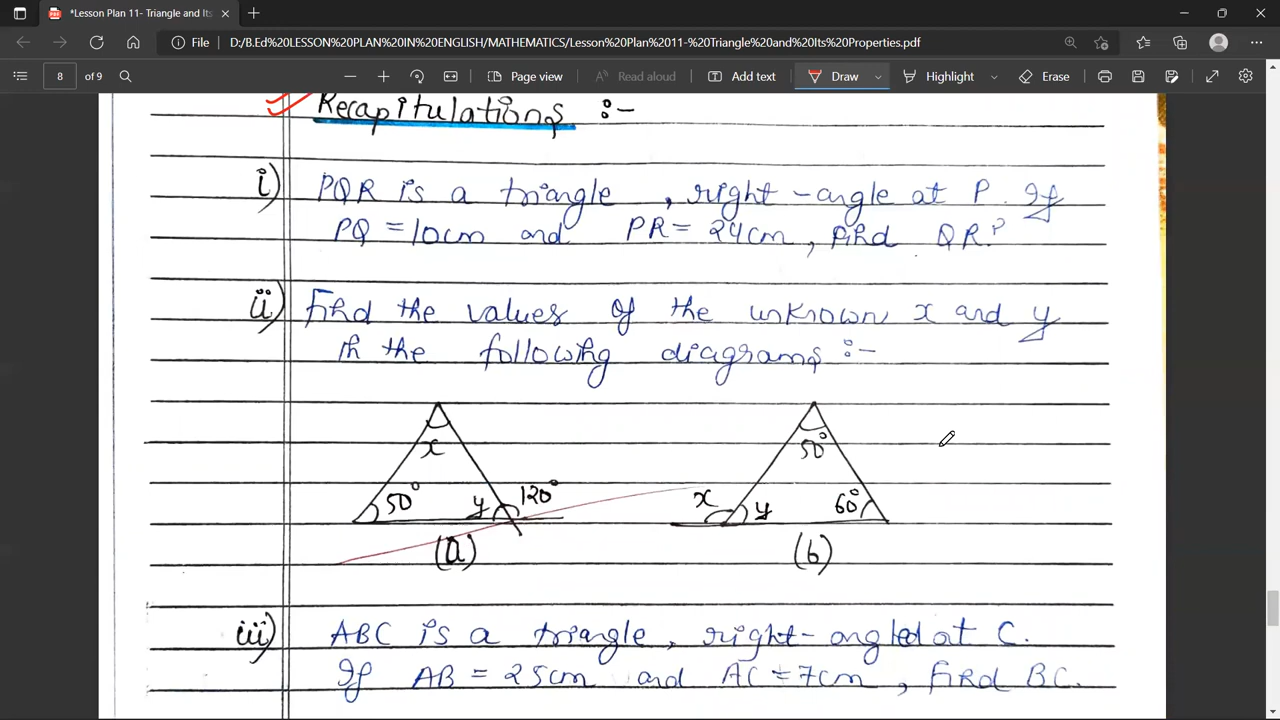 *Lesson Plan 11- Triangle and Its
File D:/B.Ed%20LESSON%20PLAN%20IN%20ENGLISH/MATHEMATICS/Lesson%20Plan%2011-%20Triangle%20and%20Its%20Properties.pdf
8 of 9 Page view Read aloud Add text Draw Highlight Erase
Recapitulations :-
i) PQR is a triangle , right-angle at P. If
PQ = 10cm and PR = 24cm, find QR?
ii) Find the values of the unknown x and y
in the following diagrams :-
x 50°
50° y 120° x y 60°
(a) (b)
iii) ABC is a triangle, right-angled at C.
If AB = 25cm and AC = 7cm, find BC.